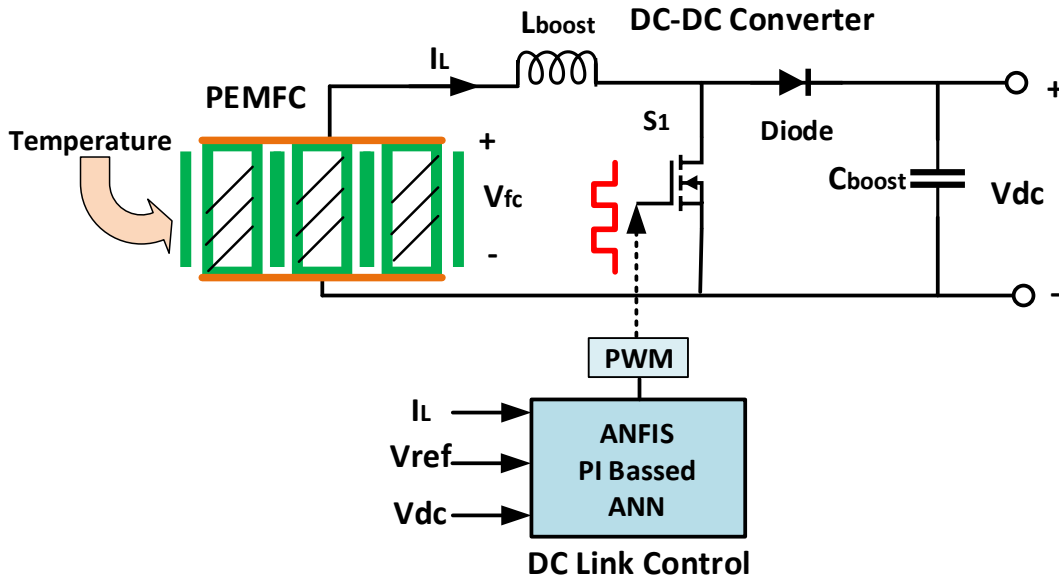 Lboost
DC-DC Converter
IL
PEMFC
S1
Diode
+
Temperature
+
Vfc
-
Cboost
Vdc
-
PWM
IL
Vref
Vdc
ANFIS
PI Bassed
ANN
DC Link Control